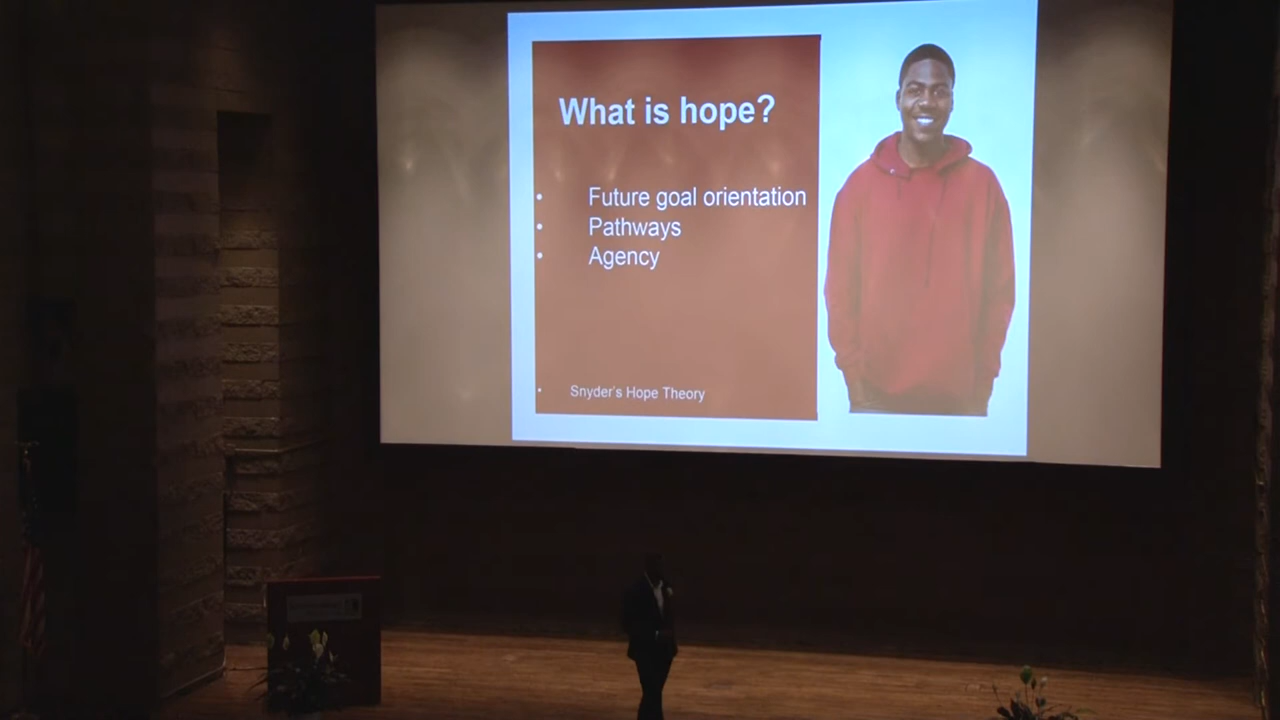 What is hope?
• Future goal orientation
• Pathways
• Agency
• Snyder's Hope Theory